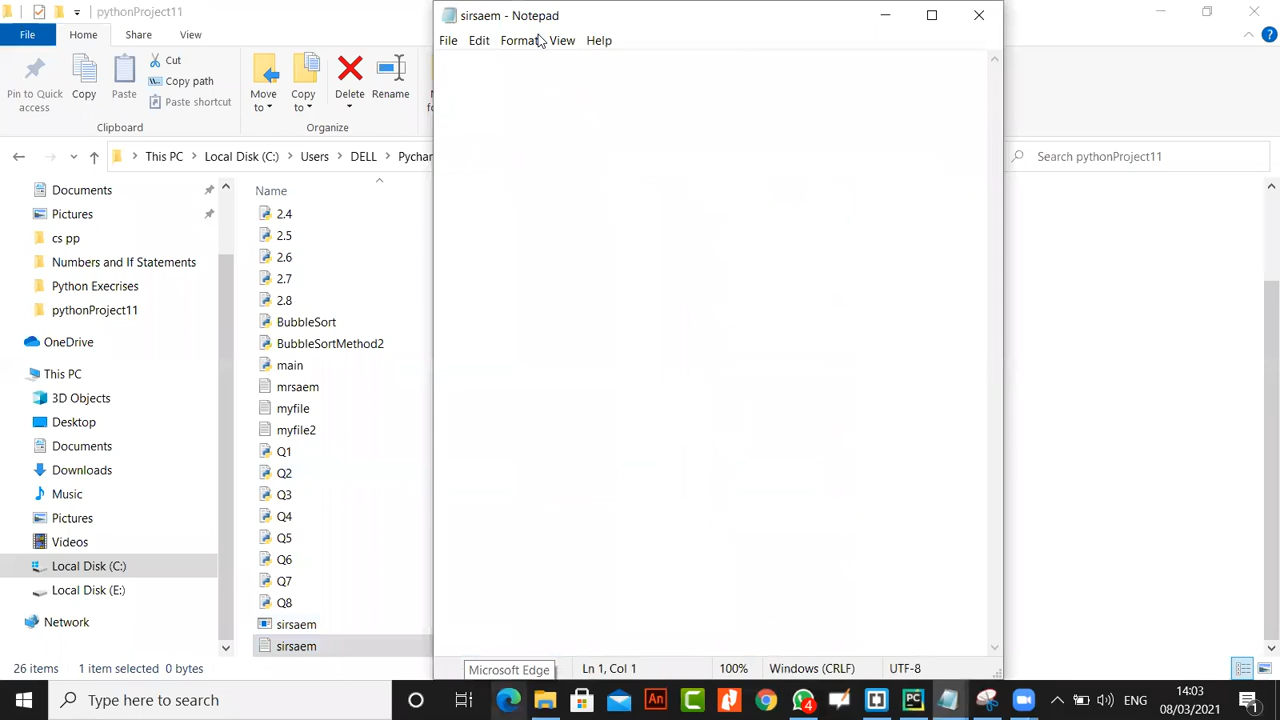 pythonProject11
sirsaem - Notepad
File
Home
Share
View
File
Edit
Format
View
Help
Pin to Quick
access
Copy
Paste
Cut
Copy path
Paste shortcut
Clipboard
Move
to
Copy
to
Delete
Rename
Organize
This PC
Local Disk (C:)
Users
DELL
Pychar
Search pythonProject11
Documents
Pictures
cs pp
Numbers and If Statements
Python Execrises
pythonProject11
OneDrive
This PC
3D Objects
Desktop
Documents
Downloads
Music
Pictures
Videos
Local Disk (C:)
Local Disk (E:)
Network
Name
2.4
2.5
2.6
2.7
2.8
BubbleSort
BubbleSortMethod2
main
mrsaem
myfile
myfile2
Q1
Q2
Q3
Q4
Q5
Q6
Q7
Q8
sirsaem
sirsaem
26 items
1 item selected 0 bytes
Microsoft Edge
Ln 1, Col 1
100%
Windows (CRLF)
UTF-8
Type here to search
An
C
4
PC
ENG
14:03
08/03/2021
1